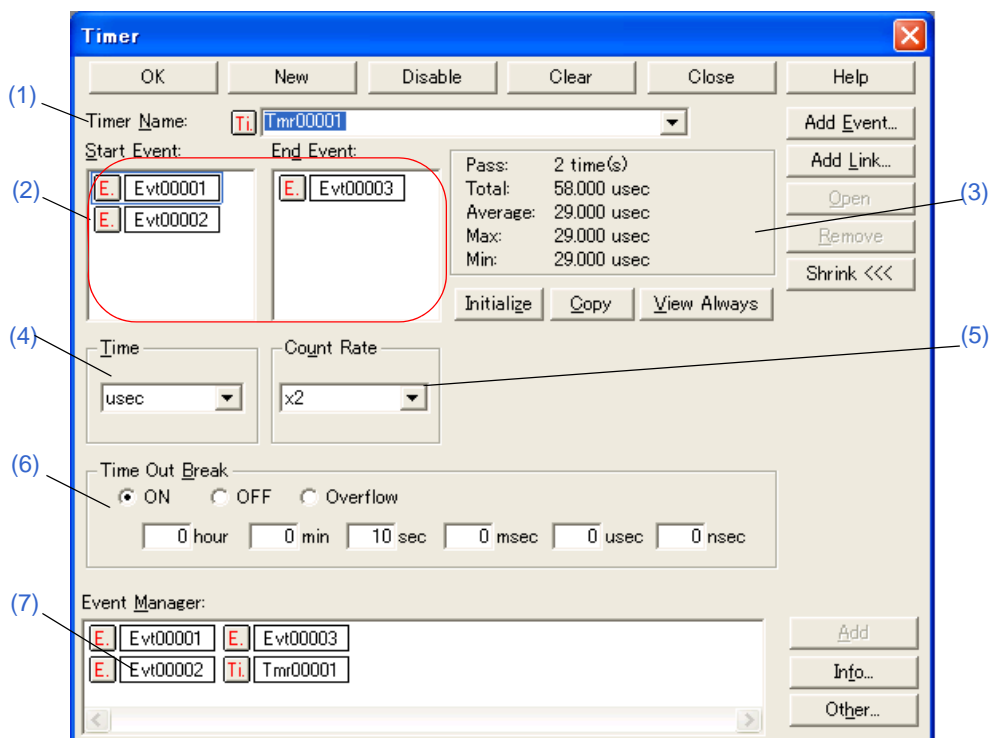 Timer
OK New Disable Clear Close Help
(1)
Timer Name: Ti. Tmr00001 Add Event...
Start Event: End Event:
(2)
E. Evt00001
E. Evt00002
E. Evt00003
Pass: 2 time(s)
Total: 58.000 usec
Average: 29.000 usec
Max: 29.000 usec
Min: 29.000 usec
(3)
Add Link...
Open
Remove
Shrink <<<
Initialize Copy View Always
(4)
Time Count Rate
(5)
usec x2
(6)
Time Out Break
ON OFF Overflow
0 hour 0 min 10 sec 0 msec 0 usec 0 nsec
(7)
Event Manager:
E. Evt00001 E. Evt00003
E. Evt00002 Ti. Tmr00001
Add
Info...
Other...